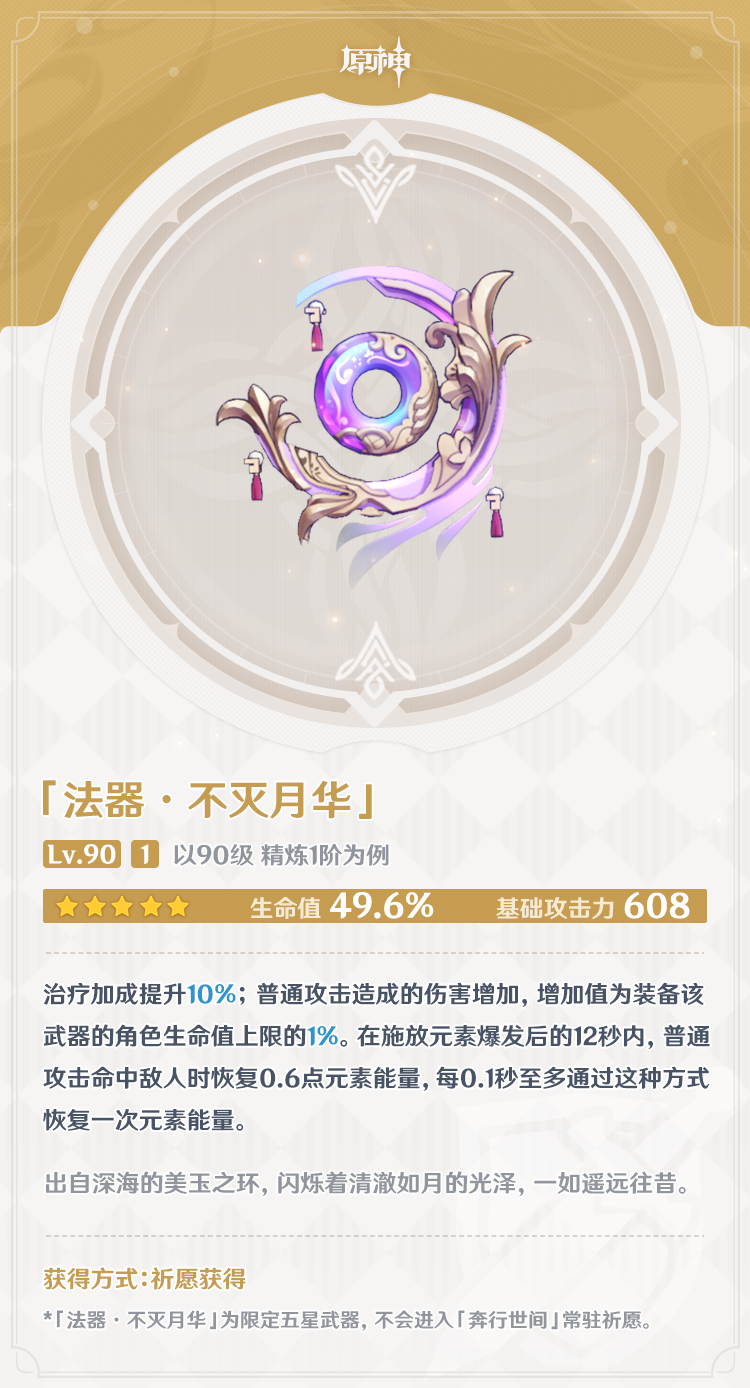 原神
「法器·不灭月华」
Lv.90 1 以90级 精炼1阶为例
生命值 49.6% 基础攻击力 608
治疗加成提升10%；普通攻击造成的伤害增加，增加值为装备该
武器的角色生命值上限的1%。在施放元素爆发后的12秒内，普通
攻击命中敌人时恢复0.6点元素能量，每0.1秒至多通过这种方式
恢复一次元素能量。
出自深海的美玉之环，闪烁着清澈如月的光泽，一如遥远往昔。
获得方式：祈愿获得
*「法器·不灭月华」为限定五星武器，不会进入「奔行世间」常驻祈愿。